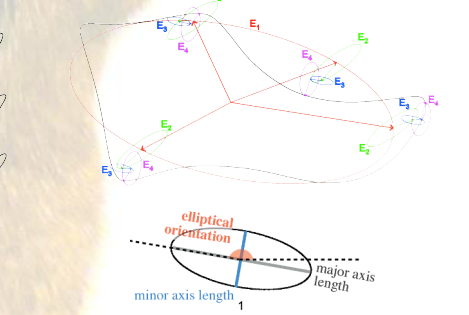 E3
E4
E1
E2
E4
E3
E3
E4
E2
E2
E3
E4
elliptical
orientation
major axis
length
minor axis length
1